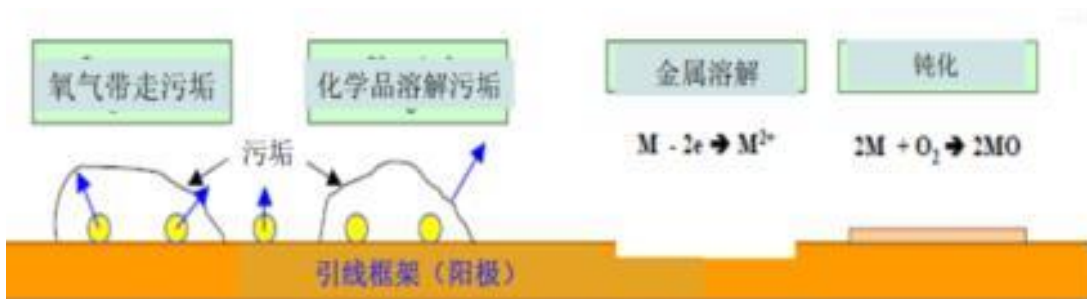 氧气带走污垢
化学品溶解污垢
金属溶解
钝化
污垢
M - 2e → M²⁺
2M + O₂ → 2MO
引线框架（阳极）